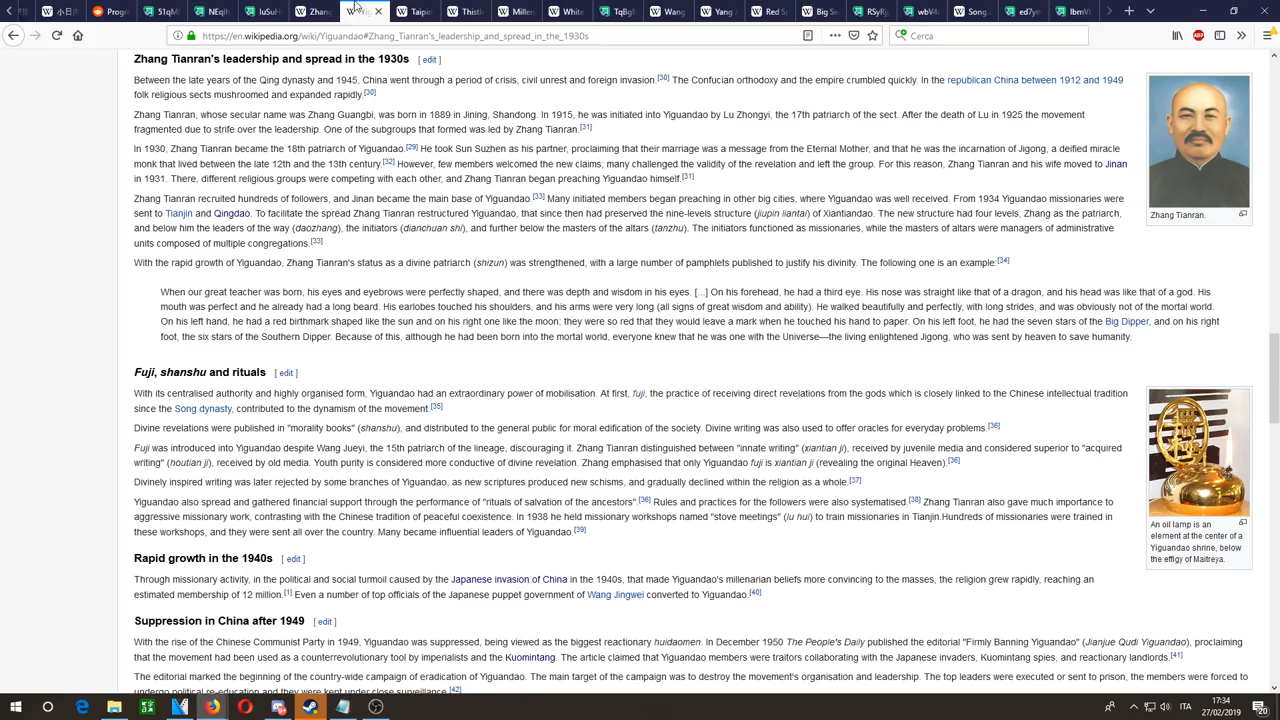 小
Progr
51qM
NEqIr
IuSuH
Zhang
Yigu
Taipin
Thistl
Miller
White
TqBgh
Wang
Yang
Red S
Big Se
RSyRj
wW64
Song
ed7yn
IbmVi
https://en.wikipedia.org/wiki/Yiguandao#Zhang_Tianran's_leadership_and_spread_in_the_1930s
Cerca
Zhang Tianran's leadership and spread in the 1930s [ edit ]
Between the late years of the Qing dynasty and 1945, China went through a period of crisis, civil unrest and foreign invasion.[30] The Confucian orthodoxy and the empire crumbled quickly. In the republican China between 1912 and 1949
folk religious sects mushroomed and expanded rapidly.[30]
Zhang Tianran, whose secular name was Zhang Guangbi, was born in 1889 in Jining, Shandong. In 1915, he was initiated into Yiguandao by Lu Zhongyi, the 17th patriarch of the sect. After the death of Lu in 1925 the movement
fragmented due to strife over the leadership. One of the subgroups that formed was led by Zhang Tianran.[31]
In 1930, Zhang Tianran became the 18th patriarch of Yiguandao.[29] He took Sun Suzhen as his partner, proclaiming that their marriage was a message from the Eternal Mother, and that he was the incarnation of Jigong, a deified miracle
monk that lived between the late 12th and the 13th century.[32] However, few members welcomed the new claims; many challenged the validity of the revelation and left the group. For this reason, Zhang Tianran and his wife moved to Jinan
in 1931. There, different religious groups were competing with each other, and Zhang Tianran began preaching Yiguandao himself.[31]
Zhang Tianran recruited hundreds of followers, and Jinan became the main base of Yiguandao.[33] Many initiated members began preaching in other big cities, where Yiguandao was well received. From 1934 Yiguandao missionaries were
sent to Tianjin and Qingdao. To facilitate the spread Zhang Tianran restructured Yiguandao, that since then had preserved the nine-levels structure (jiupin liantai) of Xiantiandao. The new structure had four levels, Zhang as the patriarch,
and below him the leaders of the way (daozhang), the initiators (dianchuan shi), and further below the masters of the altars (tanzhu). The initiators functioned as missionaries, while the masters of altars were managers of administrative
units composed of multiple congregations.[33]
Zhang Tianran.
With the rapid growth of Yiguandao, Zhang Tianran's status as a divine patriarch (shizun) was strengthened, with a large number of pamphlets published to justify his divinity. The following one is an example:[34]
When our great teacher was born, his eyes and eyebrows were perfectly shaped, and there was depth and wisdom in his eyes. [...] On his forehead, he had a third eye. His nose was straight like that of a dragon, and his head was like that of a god. His
mouth was perfect and he already had a long beard. His earlobes touched his shoulders, and his arms were very long (all signs of great wisdom and ability). He walked beautifully and perfectly, with long strides, and was obviously not of the mortal world.
On his left hand, he had a red birthmark shaped like the sun and on his right one like the moon; they were so red that they would leave a mark when he touched his hand to paper. On his left foot, he had the seven stars of the Big Dipper, and on his right
foot, the six stars of the Southern Dipper. Because of this, although he had been born into the mortal world, everyone knew that he was one with the Universe—the living enlightened Jigong, who was sent by heaven to save humanity.
Fuji, shanshu and rituals [ edit ]
With its centralised authority and highly organised form, Yiguandao had an extraordinary power of mobilisation. At first, fuji, the practice of receiving direct revelations from the gods which is closely linked to the Chinese intellectual tradition
since the Song dynasty, contributed to the dynamism of the movement.[35]
Divine revelations were published in "morality books" (shanshu), and distributed to the general public for moral edification of the society. Divine writing was also used to offer oracles for everyday problems.[36]
Fuji was introduced into Yiguandao despite Wang Jueyi, the 15th patriarch of the lineage, discouraging it. Zhang Tianran distinguished between "innate writing" (xiantian ji), received by juvenile media and considered superior to "acquired
writing" (houtian ji), received by old media. Youth purity is considered more conductive of divine revelation. Zhang emphasised that only Yiguandao fuji is xiantian ji (revealing the original Heaven).[36]
Divinely inspired writing was later rejected by some branches of Yiguandao, as new scriptures produced new schisms, and gradually declined within the religion as a whole.[37]
Yiguandao also spread and gathered financial support through the performance of "rituals of salvation of the ancestors".[36] Rules and practices for the followers were also systematised.[38] Zhang Tianran also gave much importance to
aggressive missionary work, contrasting with the Chinese tradition of peaceful coexistence. In 1938 he held missionary workshops named "stove meetings" (lu hui) to train missionaries in Tianjin.Hundreds of missionaries were trained in
these workshops, and they were sent all over the country. Many became influential leaders of Yiguandao.[39]
An oil lamp is an
element at the center of a
Yiguandao shrine, below
the effigy of Maitreya.
Rapid growth in the 1940s [ edit ]
Through missionary activity, in the political and social turmoil caused by the Japanese invasion of China in the 1940s, that made Yiguandao's millenarian beliefs more convincing to the masses, the religion grew rapidly, reaching an
estimated membership of 12 million.[1] Even a number of top officials of the Japanese puppet government of Wang Jingwei converted to Yiguandao.[40]
Suppression in China after 1949 [ edit ]
With the rise of the Chinese Communist Party in 1949, Yiguandao was suppressed, being viewed as the biggest reactionary huidaomen. In December 1950 The People's Daily published the editorial "Firmly Banning Yiguandao" (Jianjue Qudi Yiguandao), proclaiming
that the movement had been used as a counterrevolutionary tool by imperialists and the Kuomintang. The article claimed that Yiguandao members were traitors collaborating with the Japanese invaders, Kuomintang spies, and reactionary landlords.[41]
The editorial marked the beginning of the country-wide campaign of eradication of Yiguandao. The main target of the campaign was to destroy the movement's organisation and leadership. The top leaders were executed or sent to prison, the members were forced to
undergo political re-education and they were kept under close surveillance.[42]
ITA
17:34
27/02/2019
20